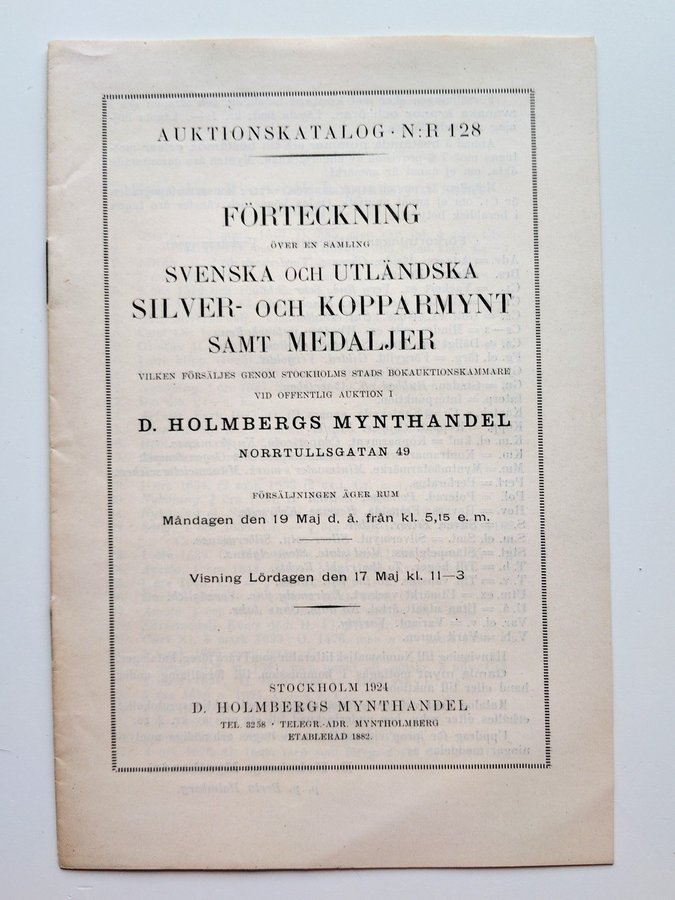 AUKTIONSKATALOG · N:R 128
FÖRTECKNING
ÖVER EN SAMLING
SVENSKA OCH UTLÄNDSKA
SILVER- OCH KOPPARMYNT
SAMT MEDALJER
VILKEN FÖRSÄLJES GENOM STOCKHOLMS STADS BOKAUKTIONSKAMMARE
VID OFFENTLIG AUKTION I
D. HOLMBERGS MYNTHANDEL
NORRTULLSGATAN 49
FÖRSÄLJNINGEN ÄGER RUM
Måndagen den 19 Maj d. å. från kl. 5,15 e. m.
Visning Lördagen den 17 Maj kl. 11—3
STOCKHOLM 1924
D. HOLMBERGS MYNTHANDEL
TEL 3258 · TELEGR.-ADR. MYNTHOLMBERG
ETABLERAD 1882.